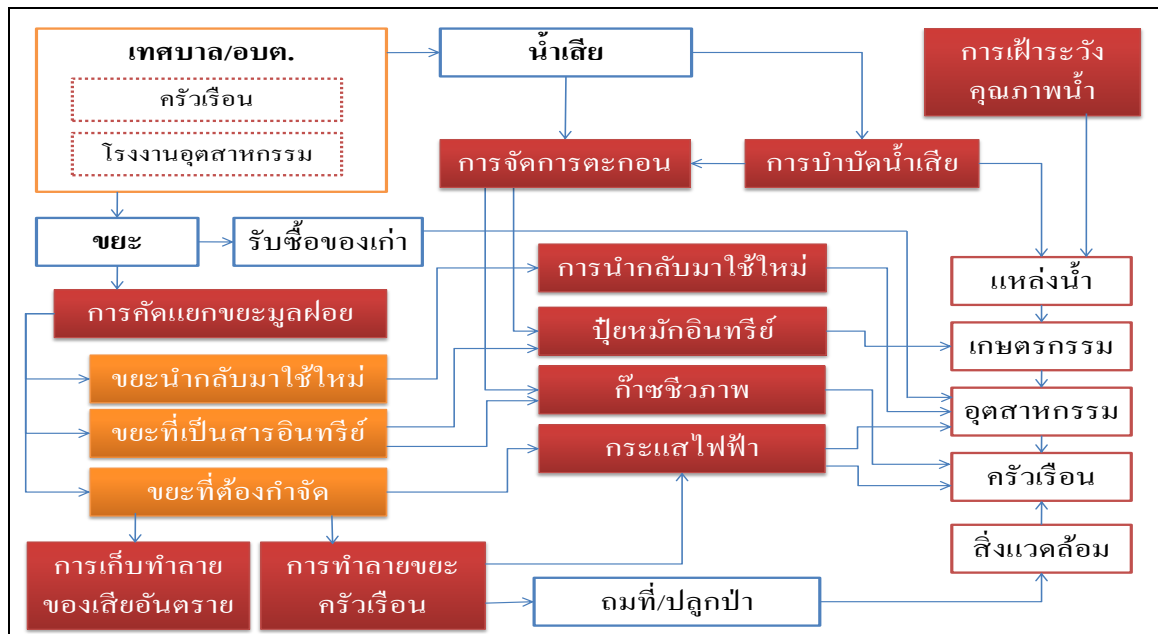 เทศบาล/อบต.
ครัวเรือน
โรงงานอุตสาหกรรม
น้ำเสีย
การเฝ้าระวัง
คุณภาพน้ำ
การจัดการตะกอน
การบำบัดน้ำเสีย
ขยะ
รับซื้อของเก่า
การนำกลับมาใช้ใหม่
แหล่งน้ำ
การคัดแยกขยะมูลฝอย
ปุ๋ยหมักอินทรีย์
เกษตรกรรม
ขยะนำกลับมาใช้ใหม่
ก๊าซชีวภาพ
อุตสาหกรรม
ขยะที่เป็นสารอินทรีย์
กระแสไฟฟ้า
ครัวเรือน
ขยะที่ต้องกำจัด
สิ่งแวดล้อม
การเก็บทำลาย
ของเสียอันตราย
การทำลายขยะ
ครัวเรือน
ถมที่/ปลูกป่า